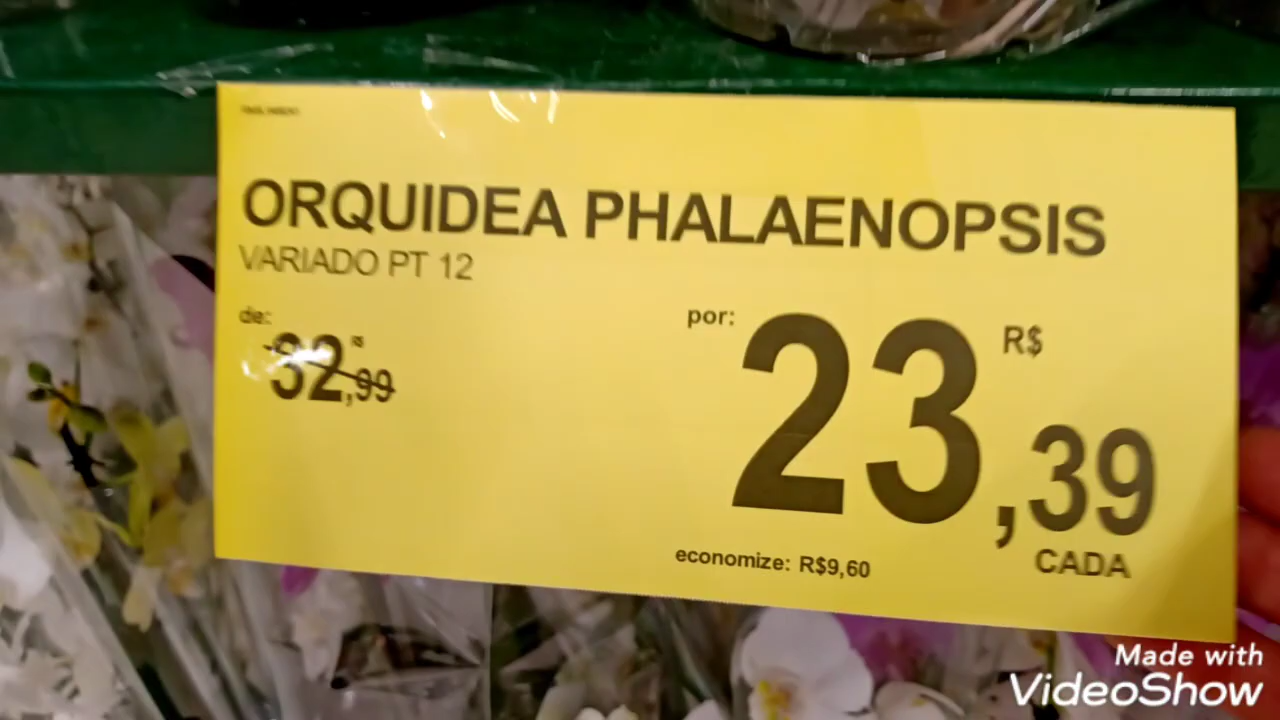 ORQUIDEA PHALAENOPSIS
VARIADO PT 12
de:
32,99
por:
R$
23,39
CADA
economize: R$9,60
Made with
VideoShow